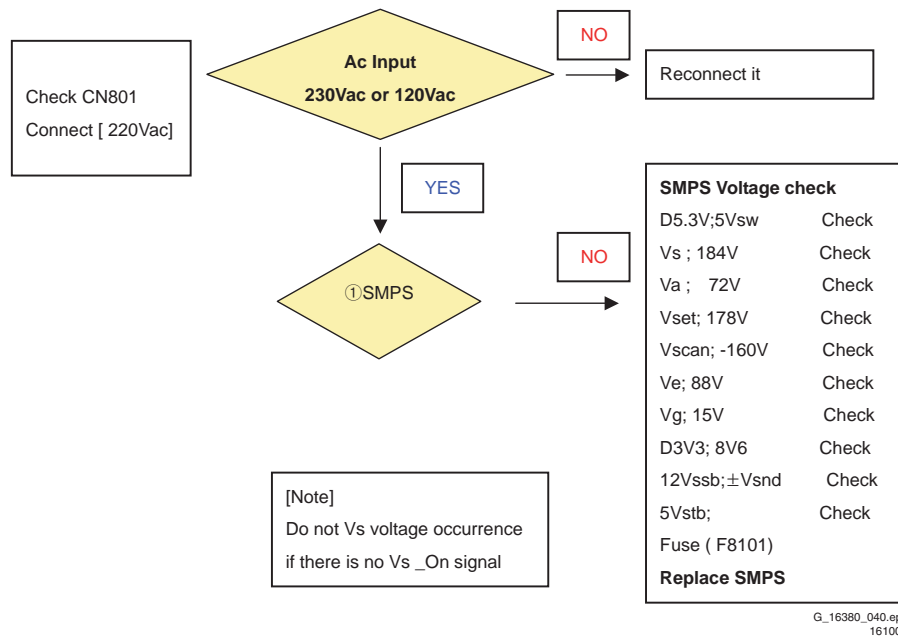 Check CN801
Connect [ 220Vac]
Ac Input
230Vac or 120Vac
NO
Reconnect it
YES
①SMPS
NO
SMPS Voltage check
D5.3V;5Vsw Check
Vs ; 184V Check
Va ; 72V Check
Vset; 178V Check
Vscan; -160V Check
Ve; 88V Check
Vg; 15V Check
D3V3; 8V6 Check
12Vssb;±Vsnd Check
5Vstb; Check
Fuse ( F8101)
Replace SMPS
[Note]
Do not Vs voltage occurrence
if there is no Vs _On signal
G_16380_040.ep
16100